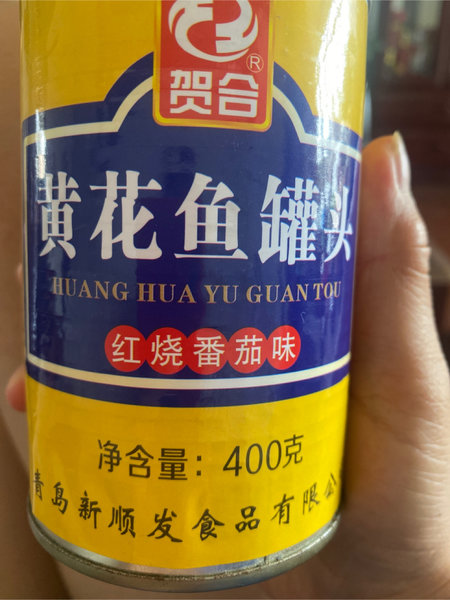 贺合®
黄花鱼罐头
HUANG HUA YU GUAN TOU
红烧番茄味
净含量：400克
青岛新顺发食品有限公